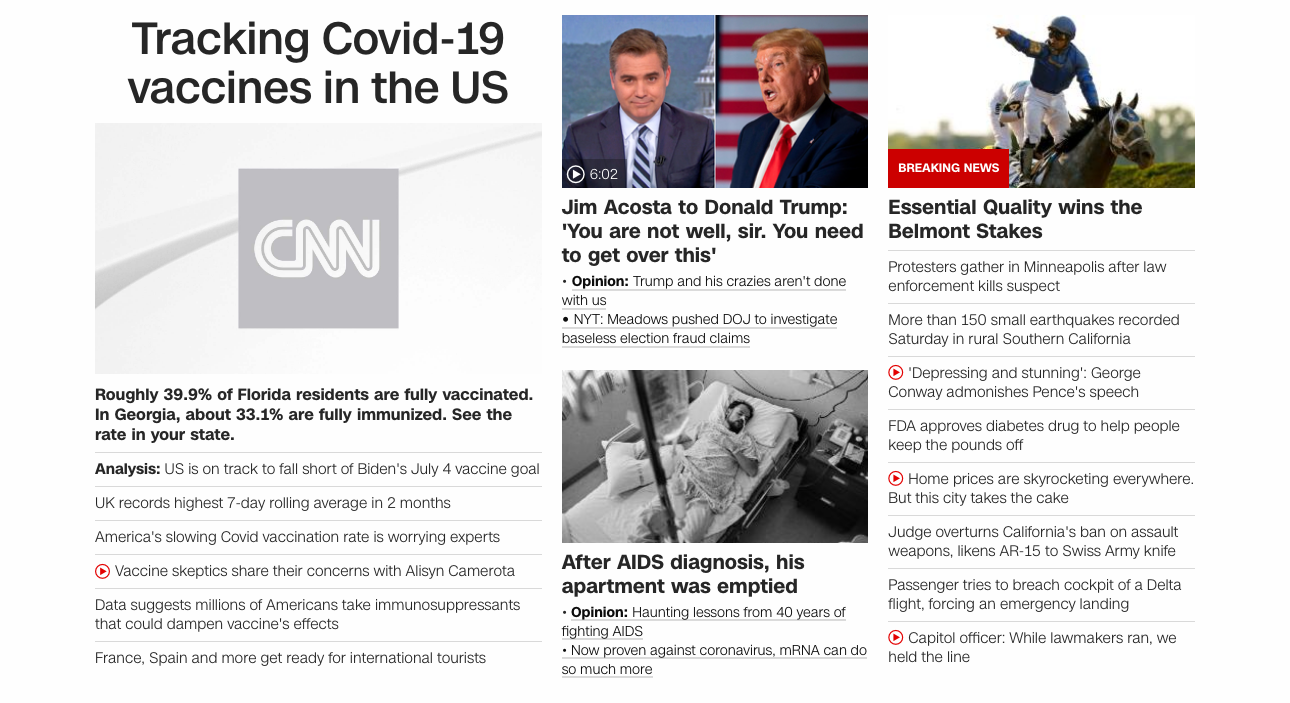 Tracking Covid-19
vaccines in the US
CNN
Roughly 39.9% of Florida residents are fully vaccinated.
In Georgia, about 33.1% are fully immunized. See the
rate in your state.
Analysis: US is on track to fall short of Biden's July 4 vaccine goal
UK records highest 7-day rolling average in 2 months
America's slowing Covid vaccination rate is worrying experts
Vaccine skeptics share their concerns with Alisyn Camerota
Data suggests millions of Americans take immunosuppressants
that could dampen vaccine's effects
France, Spain and more get ready for international tourists
6:02
Jim Acosta to Donald Trump:
'You are not well, sir. You need
to get over this'
• Opinion: Trump and his crazies aren't done
with us
• NYT: Meadows pushed DOJ to investigate
baseless election fraud claims
After AIDS diagnosis, his
apartment was emptied
• Opinion: Haunting lessons from 40 years of
fighting AIDS
• Now proven against coronavirus, mRNA can do
so much more
BREAKING NEWS
Essential Quality wins the
Belmont Stakes
Protesters gather in Minneapolis after law
enforcement kills suspect
More than 150 small earthquakes recorded
Saturday in rural Southern California
'Depressing and stunning': George
Conway admonishes Pence's speech
FDA approves diabetes drug to help people
keep the pounds off
Home prices are skyrocketing everywhere.
But this city takes the cake
Judge overturns California's ban on assault
weapons, likens AR-15 to Swiss Army knife
Passenger tries to breach cockpit of a Delta
flight, forcing an emergency landing
Capitol officer: While lawmakers ran, we
held the line